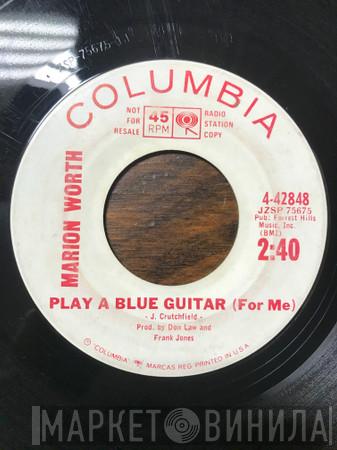 COLUMBIA
NOT FOR RESALE
45 RPM
RADIO STATION COPY
MARION WORTH
4-42848
JZSP 75675
Pub: Forrest Hills
Music, Inc.
(BMI)
2:40
PLAY A BLUE GUITAR (For Me)
- J. Crutchfield -
Prod. by Don Law and
Frank Jones
"COLUMBIA" MARCAS REG. PRINTED IN U.S.A.
МАРКЕТ ВИНИЛА